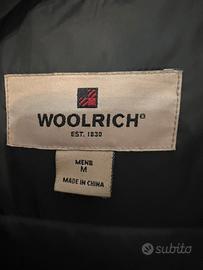 WOOLRICH®
EST. 1830
MENS
M
MADE IN CHINA
subito